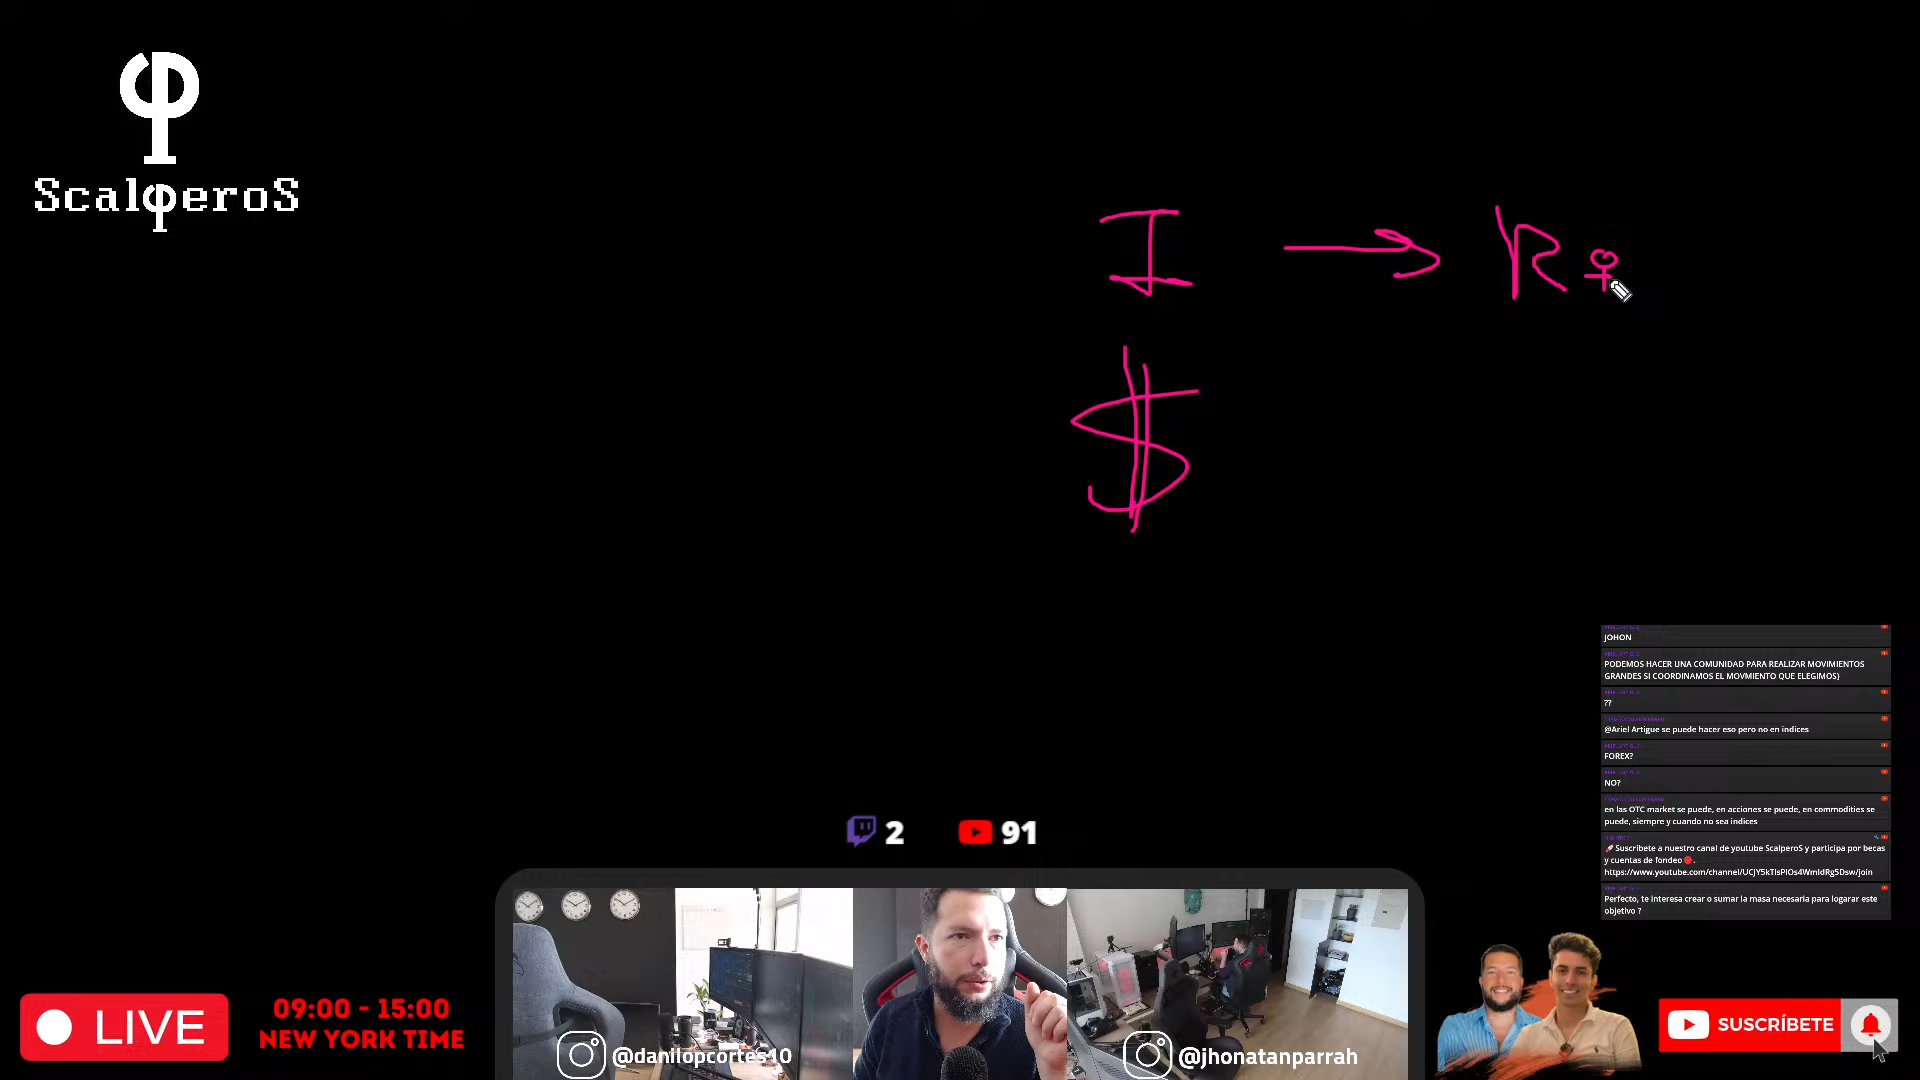 ScalperoS
I → R
$
JOHON
PODEMOS HACER UNA COMUNIDAD PARA REALIZAR MOVIMIENTOS
GRANDES SI COORDINAMOS EL MOVMIENTO QUE ELEGIMOS)
??
@Ariel Artigue se puede hacer eso pero no en indices
FOREX?
NO?
en las OTC market se puede, en acciones se puede, en commodities se
puede, siempre y cuando no sea indices
Suscribete a nuestro canal de youtube ScalperoS y participa por becas
y cuentas de fondeo
Perfecto, te interesa crear o sumar la masa necesaria para logarar este
objetivo ?
2 91
LIVE
09:00 - 15:00
NEW YORK TIME
@danilopcortes10
@jhonatanparrah
SUSCRÍBETE